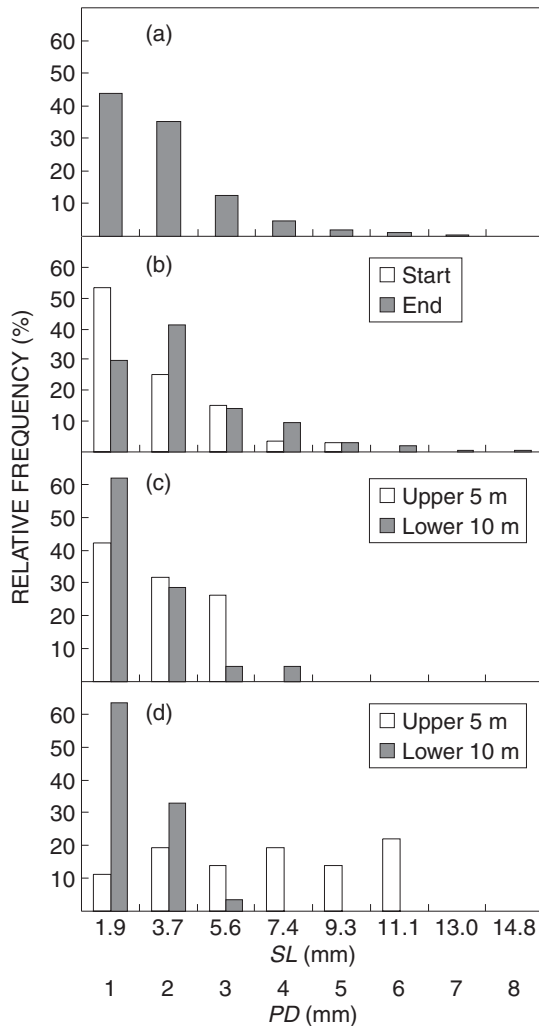 RELATIVE FREQUENCY (%)
(a)
60
50
40
30
20
10
(b)
Start
End
60
50
40
30
20
10
(c)
Upper 5 m
Lower 10 m
60
50
40
30
20
10
(d)
Upper 5 m
Lower 10 m
60
50
40
30
20
10
1.9 3.7 5.6 7.4 9.3 11.1 13.0 14.8
SL (mm)
1 2 3 4 5 6 7 8
PD (mm)